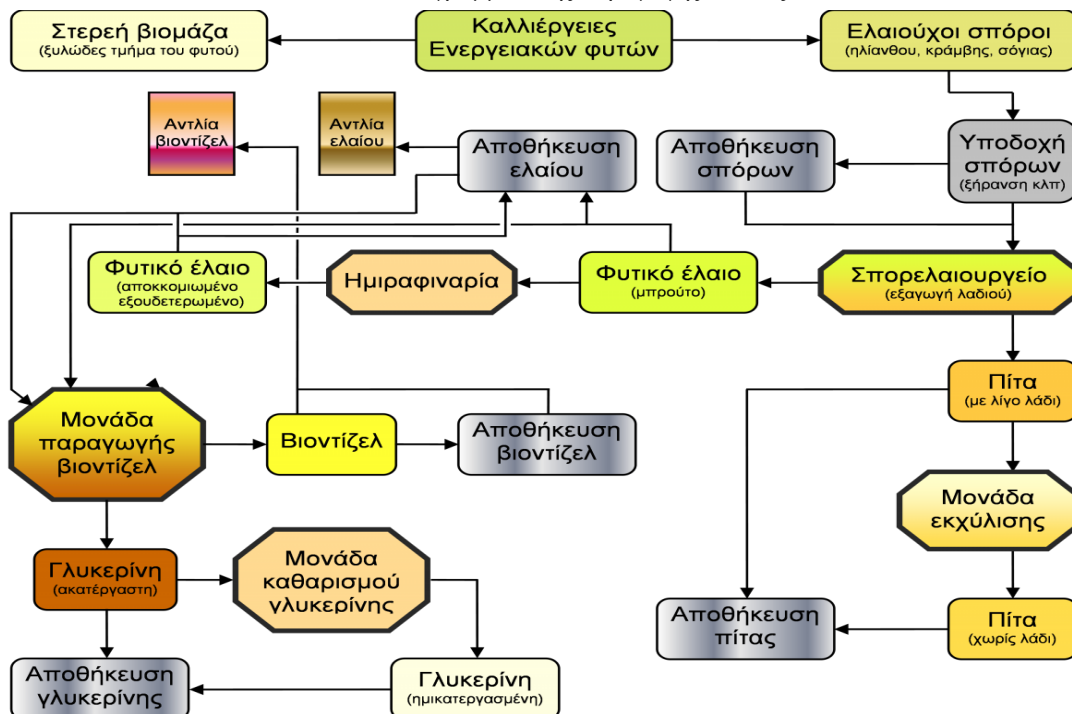 Στερεή βιομάζα
(ξυλώδες τμήμα του φυτού)
Καλλιέργειες
Ενεργειακών φυτών
Ελαιούχοι σπόροι
(ηλίανθου, κράμβης, σόγιας)
Αντλία
βιοντίζελ
Αντλία
ελαίου
Αποθήκευση
ελαίου
Αποθήκευση
σπόρων
Υποδοχή
σπόρων
(ξήρανση κλπ)
Φυτικό έλαιο
(αποκκομιωμένο
εξουδετερωμένο)
Ημιραφιναρία
Φυτικό έλαιο
(μπρούτο)
Σπορελαιουργείο
(εξαγωγή λαδιού)
Πίτα
(με λίγο λάδι)
Μονάδα
παραγωγής
βιοντίζελ
Βιοντίζελ
Αποθήκευση
βιοντίζελ
Μονάδα
εκχύλισης
Γλυκερίνη
(ακατέργαστη)
Μονάδα
καθαρισμού
γλυκερίνης
Αποθήκευση
πίτας
Πίτα
(χωρίς λάδι)
Αποθήκευση
γλυκερίνης
Γλυκερίνη
(ημικατεργασμένη)